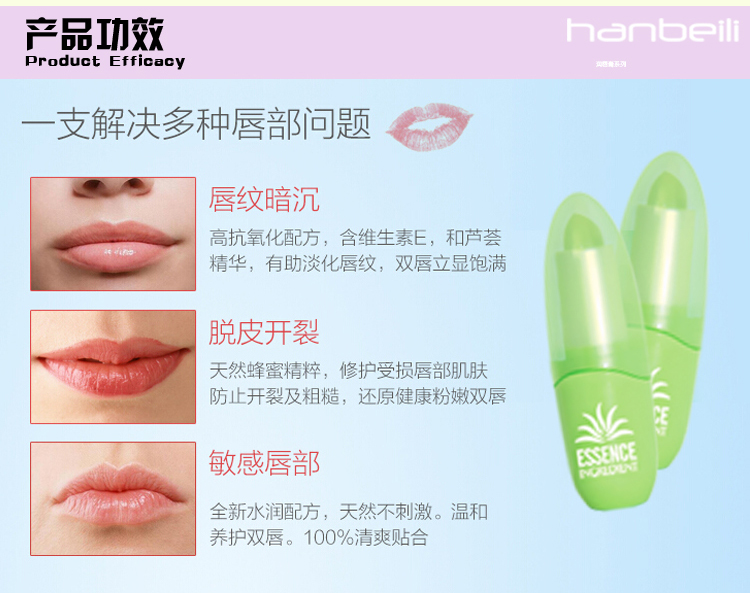 产品功效
Product Efficacy
hanbeili
一支解决多种唇部问题
唇纹暗沉
高抗氧化配方，含维生素E，和芦荟
精华，有助淡化唇纹，双唇立显饱满
脱皮开裂
天然蜂蜜精粹，修护受损唇部肌肤
防止开裂及粗糙，还原健康粉嫩双唇
敏感唇部
全新水润配方，天然不刺激。温和
养护双唇。100%清爽贴合
ESSENCE
INGREDIENT